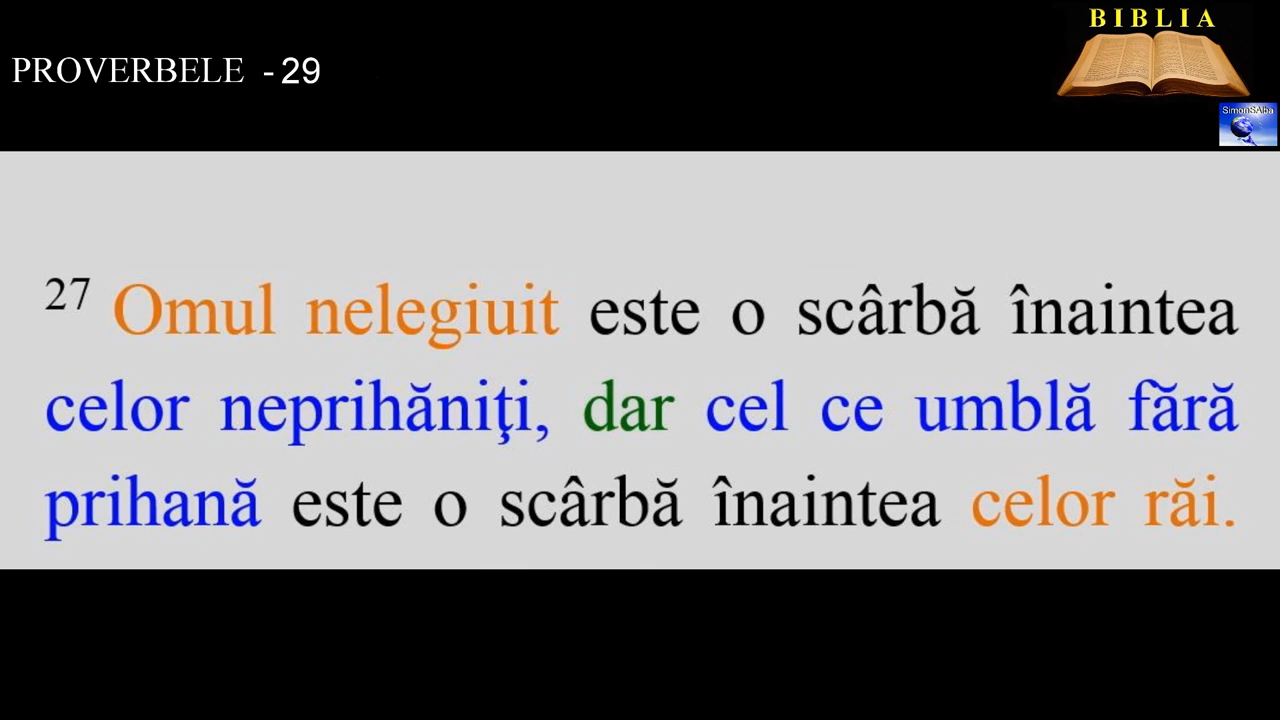 BIBLIA
PROVERBELE - 29
SimonSAlba
27 Omul nelegiuit este o scârbă înaintea
celor neprihăniţi, dar cel ce umblă fără
prihană este o scârbă înaintea celor răi.